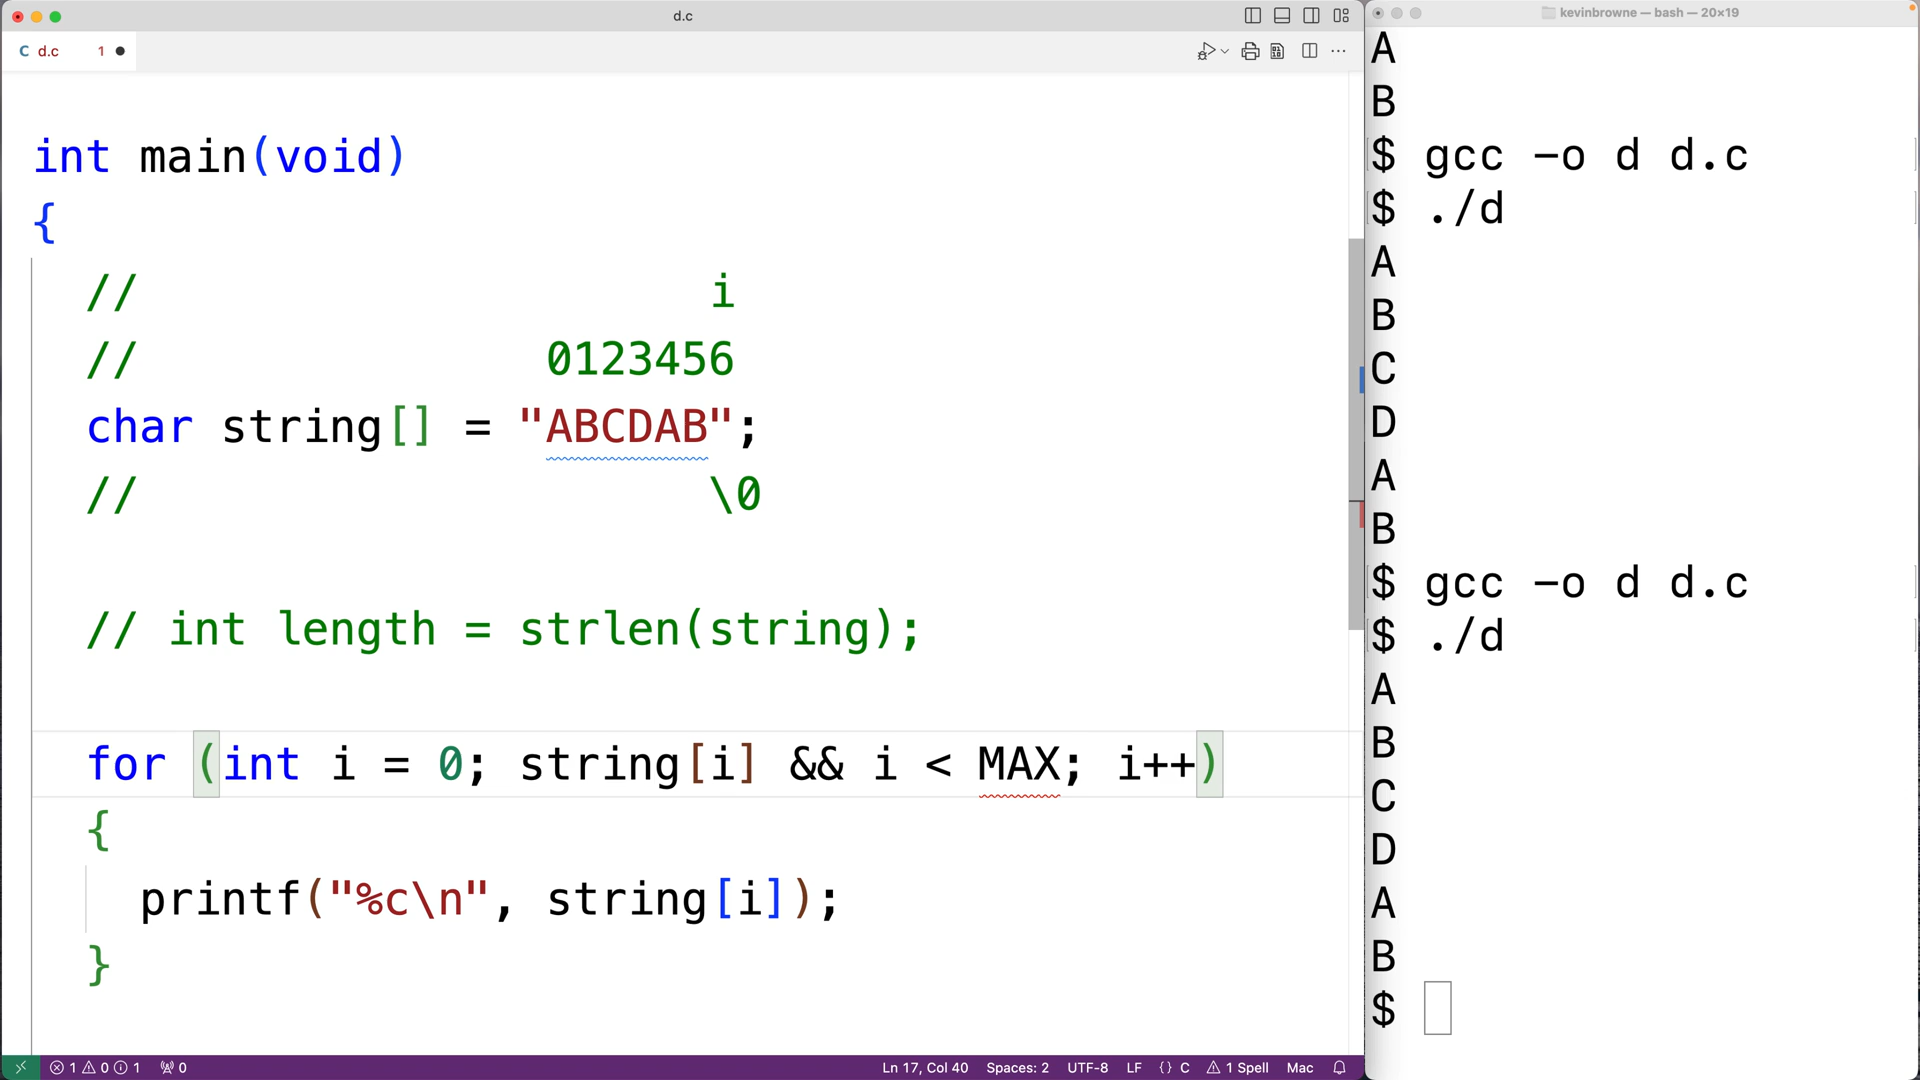 d.c
C d.c 1
int main(void)
{
// i
// 0123456
char string[] = "ABCDAB";
// \0
// int length = strlen(string);
for (int i = 0; string[i] && i < MAX; i++)
{
printf("%c\n", string[i]);
}
1 0 1 0
Ln 17, Col 40 Spaces: 2 UTF-8 LF {} C 1 Spell Mac
kevinbrowne — bash — 20×19
A
B
$ gcc -o d d.c
$ ./d
A
B
C
D
A
B
$ gcc -o d d.c
$ ./d
A
B
C
D
A
B
$